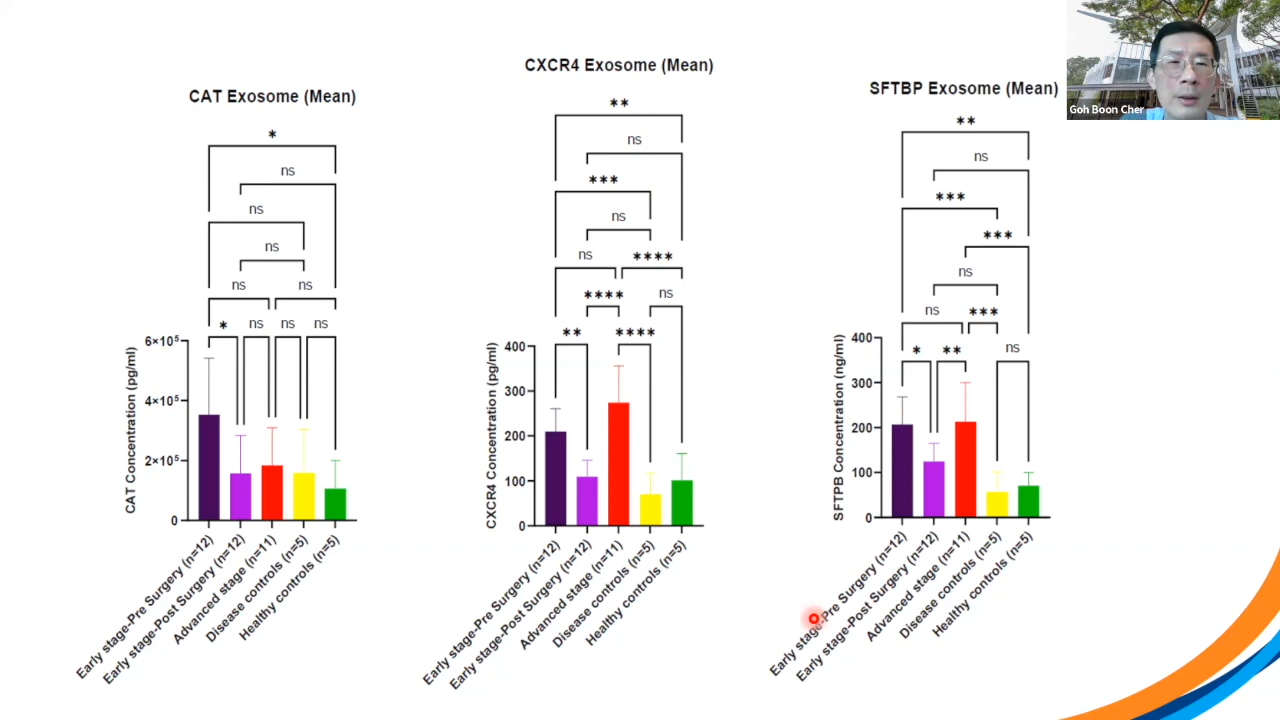 CAT Exosome (Mean)
*
ns
ns
ns
ns
ns
*
ns
ns
ns
CAT Concentration (pg/ml)
6×10⁵
4×10⁵
2×10⁵
0
Early stage-Pre Surgery (n=12)
Early stage-Post Surgery (n=12)
Advanced stage (n=11)
Disease controls (n=5)
Healthy controls (n=5)
CXCR4 Exosome (Mean)
**
ns
***
ns
ns
****
****
ns
**
****
CXCR4 Concentration (pg/ml)
400
300
200
100
0
Early stage-Pre Surgery (n=12)
Early stage-Post Surgery (n=12)
Advanced stage (n=11)
Disease controls (n=5)
Healthy controls (n=5)
SFTBP Exosome (Mean)
**
ns
***
***
ns
ns
***
*
**
ns
SFTPB Concentration (ng/ml)
400
300
200
100
0
Early stage-Pre Surgery (n=12)
Early stage-Post Surgery (n=12)
Advanced stage (n=11)
Disease controls (n=5)
Healthy controls (n=5)
Goh Boon Cher